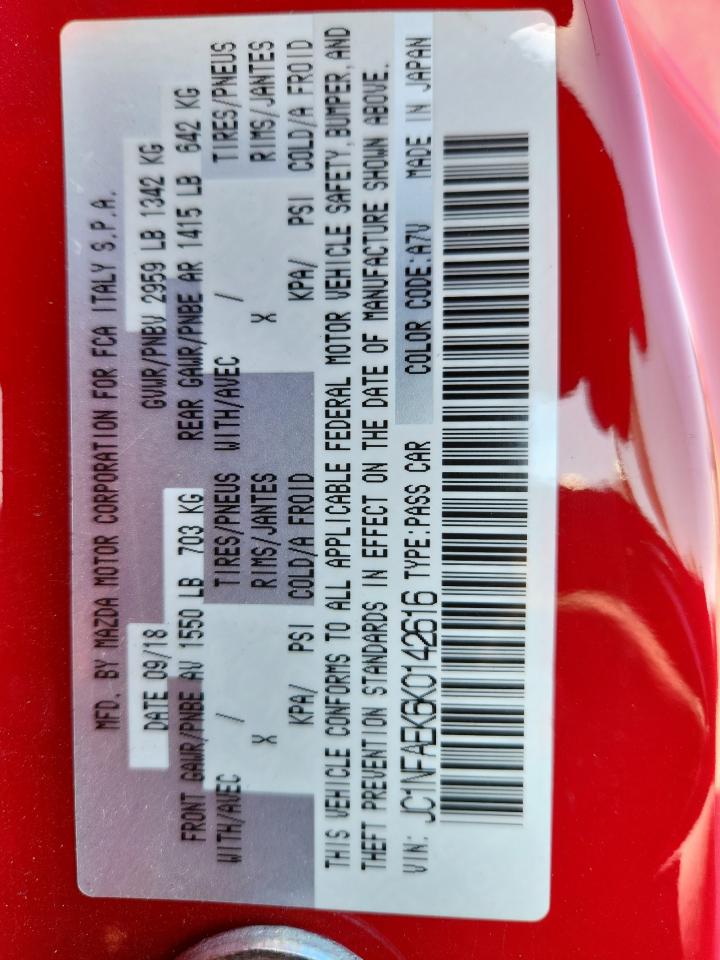 MFD. BY MAZDA MOTOR CORPORATION FOR FCA ITALY S.P.A.
DATE 09/18 GVWR/PNBV 2959 LB 1342 KG
FRONT GAWR/PNBE AV 1550 LB 703 KG REAR GAWR/PNBE AR 1415 LB 642 KG
WITH/AVEC / TIRES/PNEUS WITH/AVEC / TIRES/PNEUS
X RIMS/JANTES X RIMS/JANTES
KPA/ PSI COLD/A FROID KPA/ PSI COLD/A FROID
THIS VEHICLE CONFORMS TO ALL APPLICABLE FEDERAL MOTOR VEHICLE SAFETY,BUMPER,AND
THEFT PREVENTION STANDARDS IN EFFECT ON THE DATE OF MANUFACTURE SHOWN ABOVE.
VIN: JC1NFAEK6K0142616 TYPE:PASS CAR COLOR CODE:A7V MADE IN JAPAN